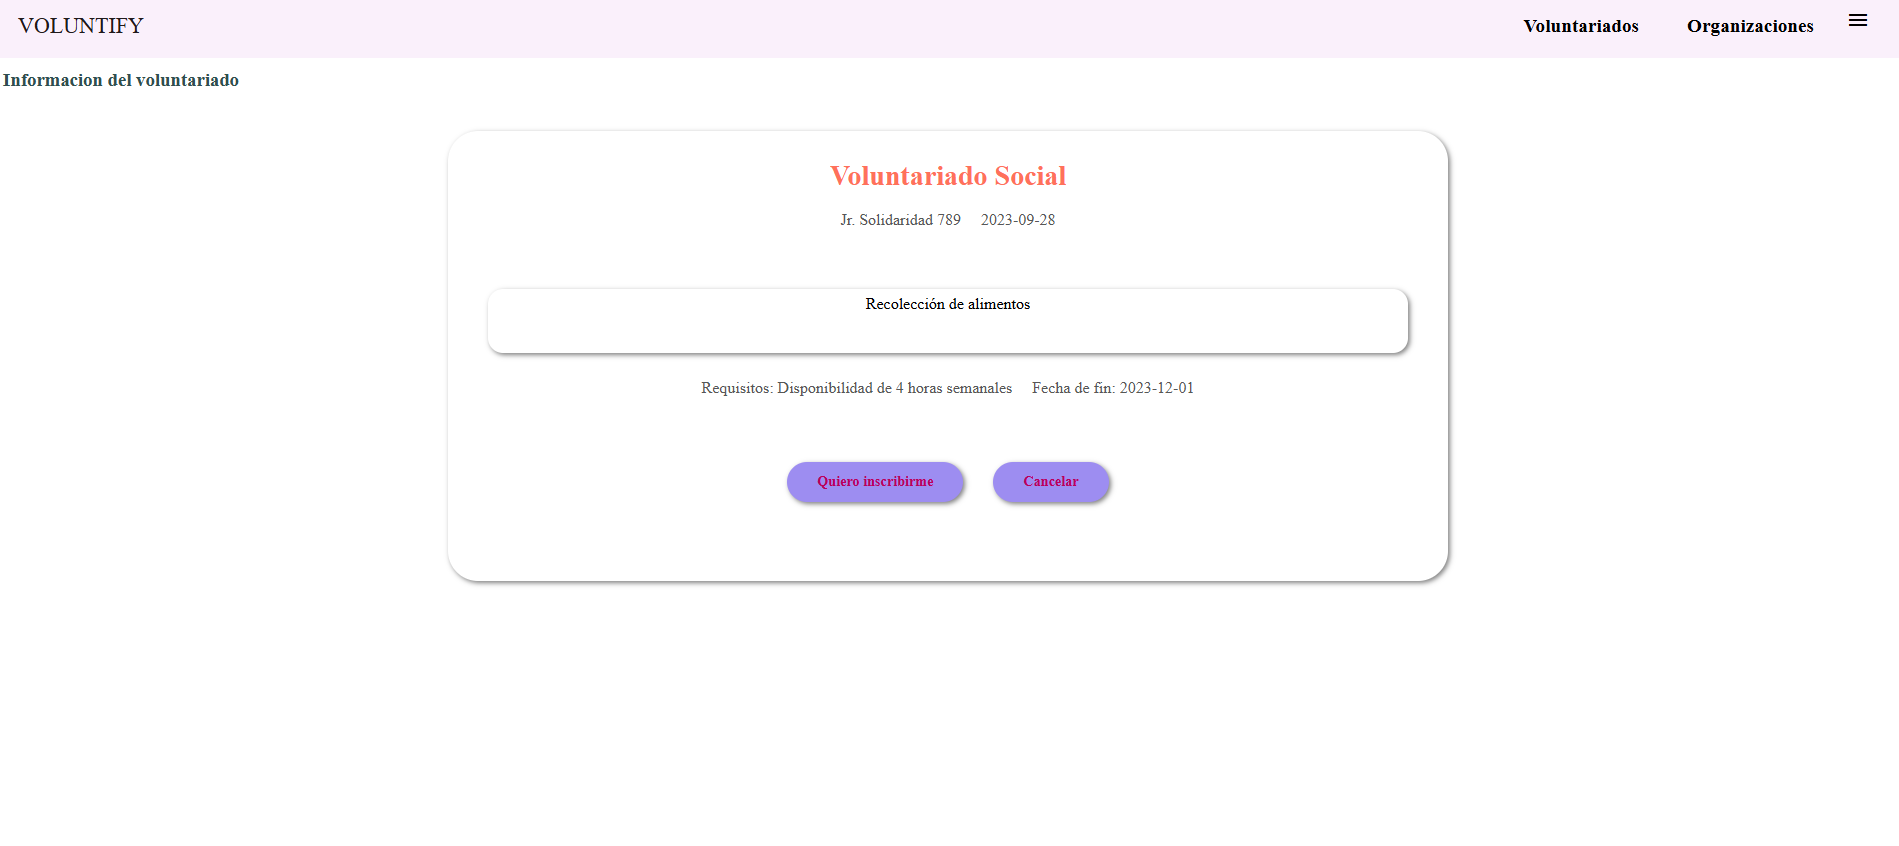 VOLUNTIFY
Voluntariados Organizaciones
Informacion del voluntariado
Voluntariado Social
Jr. Solidaridad 789 2023-09-28
Recolección de alimentos
Requisitos: Disponibilidad de 4 horas semanales Fecha de fin: 2023-12-01
Quiero inscribirme Cancelar